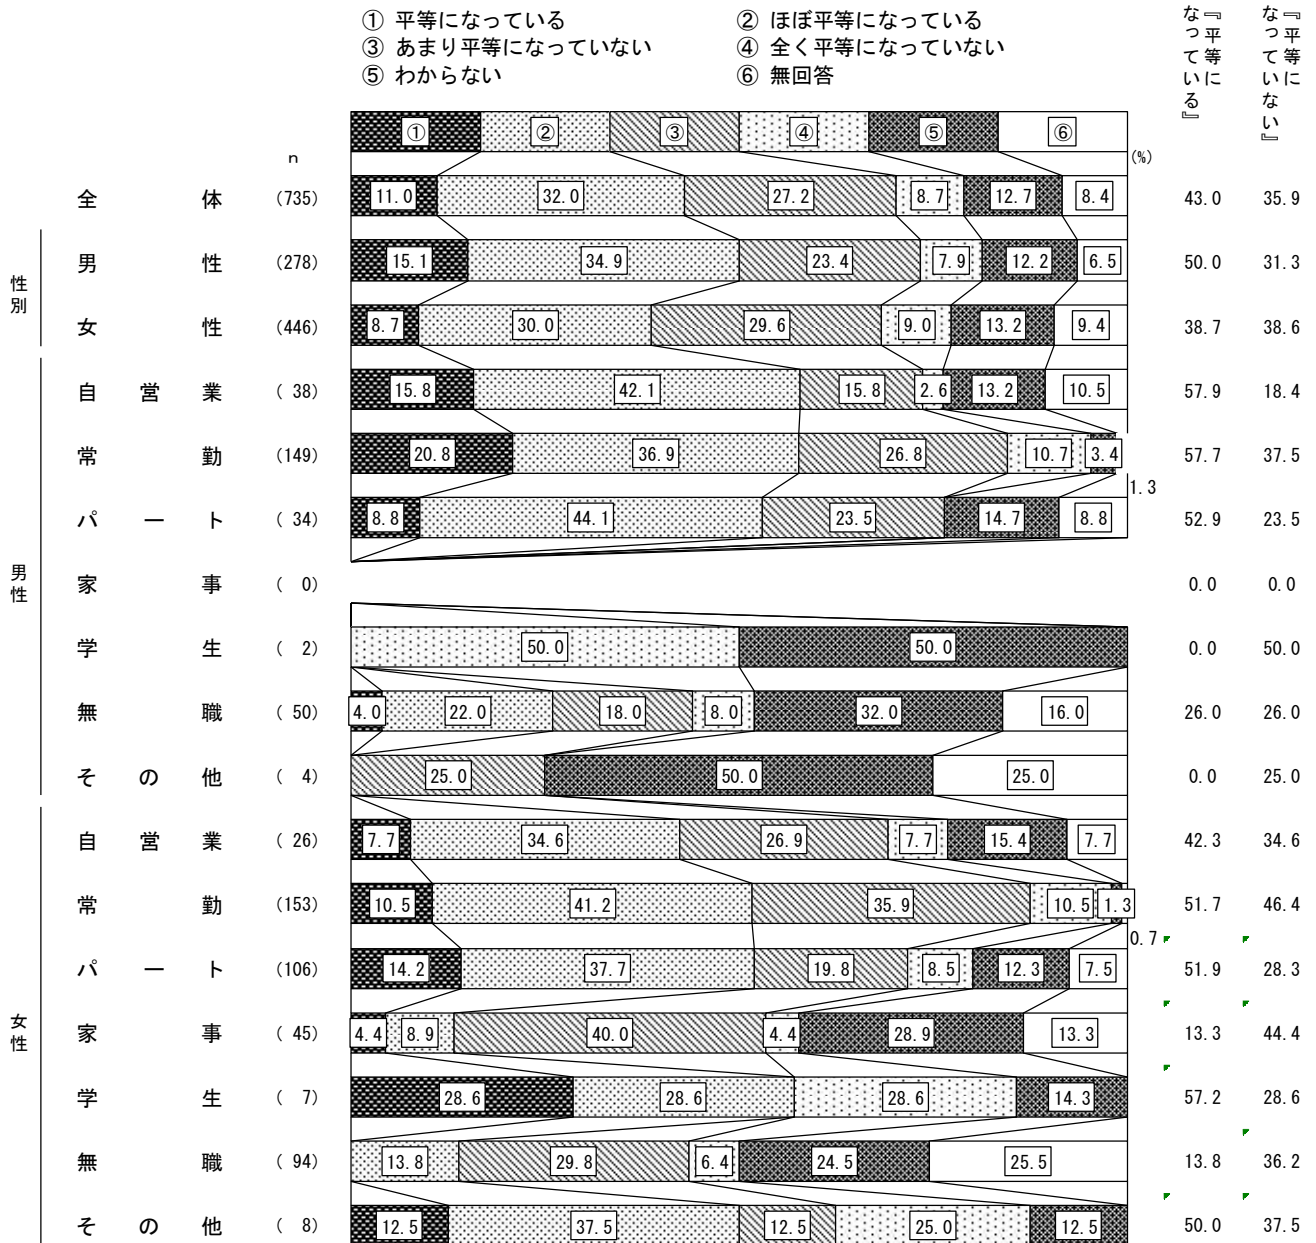 ① 平等になっている ② ほぼ平等になっている
③ あまり平等になっていない ④ 全く平等になっていない
⑤ わからない ⑥ 無回答
『平等になっている』
『平等になっていない』
① ② ③ ④ ⑤ ⑥
n
(%)
全体 (735) 11.0 32.0 27.2 8.7 12.7 8.4 43.0 35.9
性別
男性 (278) 15.1 34.9 23.4 7.9 12.2 6.5 50.0 31.3
女性 (446) 8.7 30.0 29.6 9.0 13.2 9.4 38.7 38.6
男性
自営業 ( 38) 15.8 42.1 15.8 2.6 13.2 10.5 57.9 18.4
常勤 (149) 20.8 36.9 26.8 10.7 3.4 57.7 37.5
1.3
パート ( 34) 8.8 44.1 23.5 14.7 8.8 52.9 23.5
家事 ( 0) 0.0 0.0
学生 ( 2) 50.0 50.0 0.0 50.0
無職 ( 50) 4.0 22.0 18.0 8.0 32.0 16.0 26.0 26.0
その他 ( 4) 25.0 50.0 25.0 0.0 25.0
女性
自営業 ( 26) 7.7 34.6 26.9 7.7 15.4 7.7 42.3 34.6
常勤 (153) 10.5 41.2 35.9 10.5 1.3 51.7 46.4
0.7
パート (106) 14.2 37.7 19.8 8.5 12.3 7.5 51.9 28.3
家事 ( 45) 4.4 8.9 40.0 4.4 28.9 13.3 13.3 44.4
学生 ( 7) 28.6 28.6 28.6 14.3 57.2 28.6
無職 ( 94) 13.8 29.8 6.4 24.5 25.5 13.8 36.2
その他 ( 8) 12.5 37.5 12.5 25.0 12.5 50.0 37.5